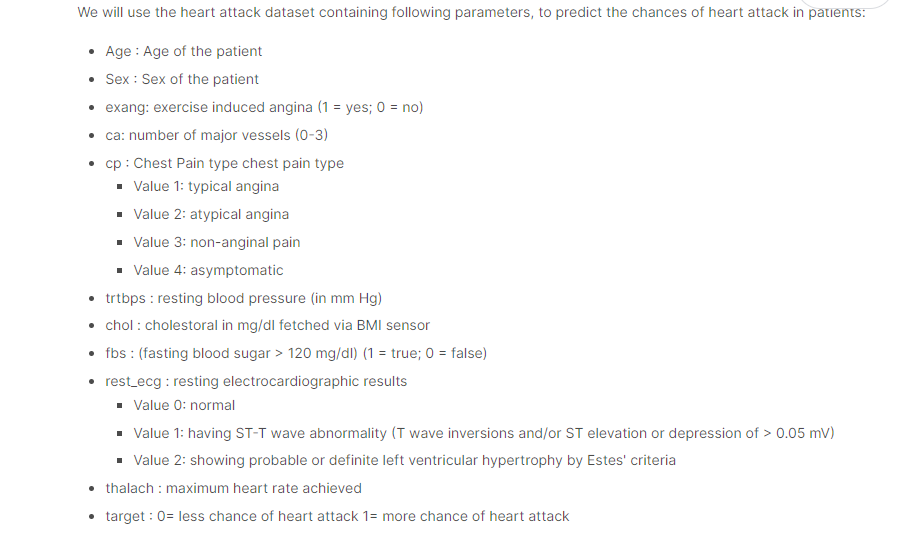 We will use the heart attack dataset containing following parameters, to predict the chances of heart attack in patients:
• Age : Age of the patient
• Sex : Sex of the patient
• exang: exercise induced angina (1 = yes; 0 = no)
• ca: number of major vessels (0-3)
• cp : Chest Pain type chest pain type
▪ Value 1: typical angina
▪ Value 2: atypical angina
▪ Value 3: non-anginal pain
▪ Value 4: asymptomatic
• trtbps : resting blood pressure (in mm Hg)
• chol : cholestoral in mg/dl fetched via BMI sensor
• fbs : (fasting blood sugar > 120 mg/dl) (1 = true; 0 = false)
• rest_ecg : resting electrocardiographic results
▪ Value 0: normal
▪ Value 1: having ST-T wave abnormality (T wave inversions and/or ST elevation or depression of > 0.05 mV)
▪ Value 2: showing probable or definite left ventricular hypertrophy by Estes' criteria
• thalach : maximum heart rate achieved
• target : 0= less chance of heart attack 1= more chance of heart attack